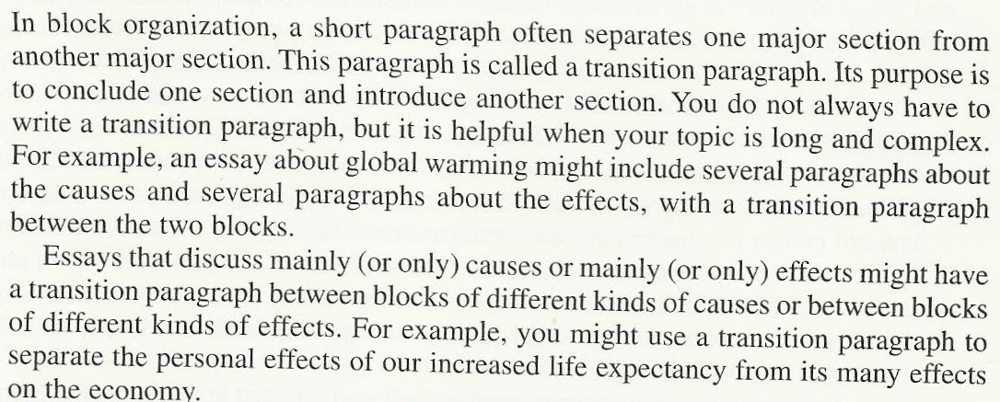 In block organization, a short paragraph often separates one major section from
another major section. This paragraph is called a transition paragraph. Its purpose is
to conclude one section and introduce another section. You do not always have to
write a transition paragraph, but it is helpful when your topic is long and complex.
For example, an essay about global warming might include several paragraphs about
the causes and several paragraphs about the effects, with a transition paragraph
between the two blocks.
Essays that discuss mainly (or only) causes or mainly (or only) effects might have
a transition paragraph between blocks of different kinds of causes or between blocks
of different kinds of effects. For example, you might use a transition paragraph to
separate the personal effects of our increased life expectancy from its many effects
on the economy.